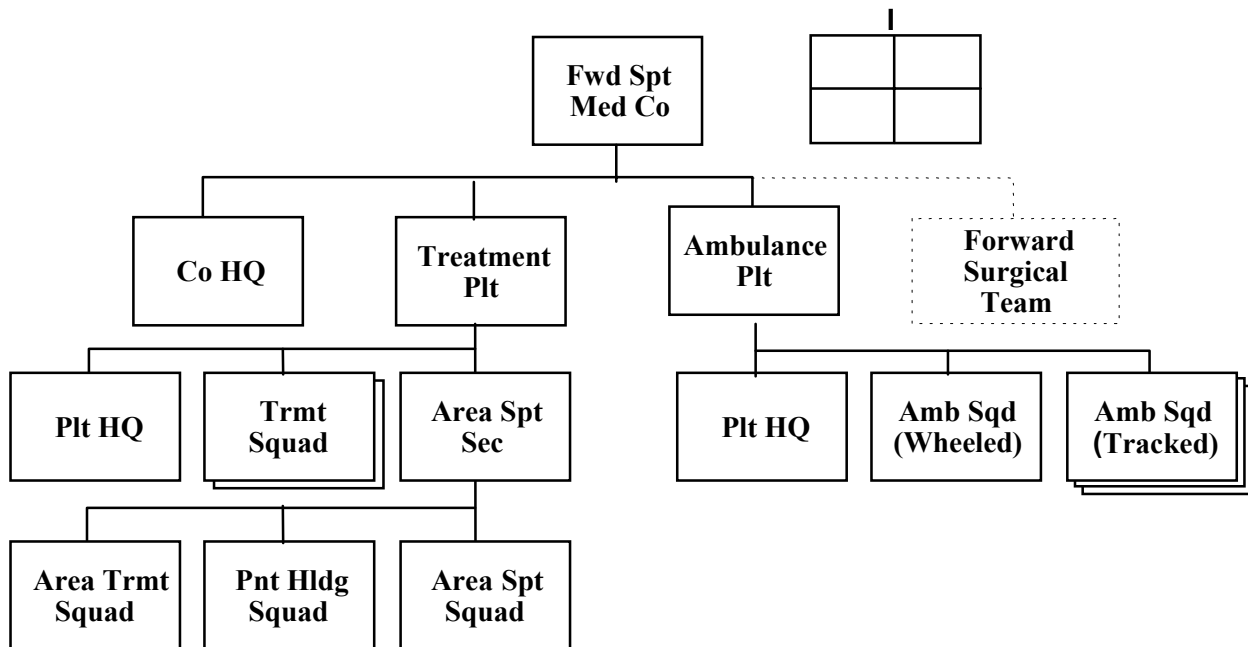 Fwd Spt
Med Co
Co HQ
Treatment
Plt
Ambulance
Plt
Forward
Surgical
Team
Plt HQ
Trmt
Squad
Area Spt
Sec
Plt HQ
Amb Sqd
(Wheeled)
Amb Sqd
(Tracked)
Area Trmt
Squad
Pnt Hldg
Squad
Area Spt
Squad